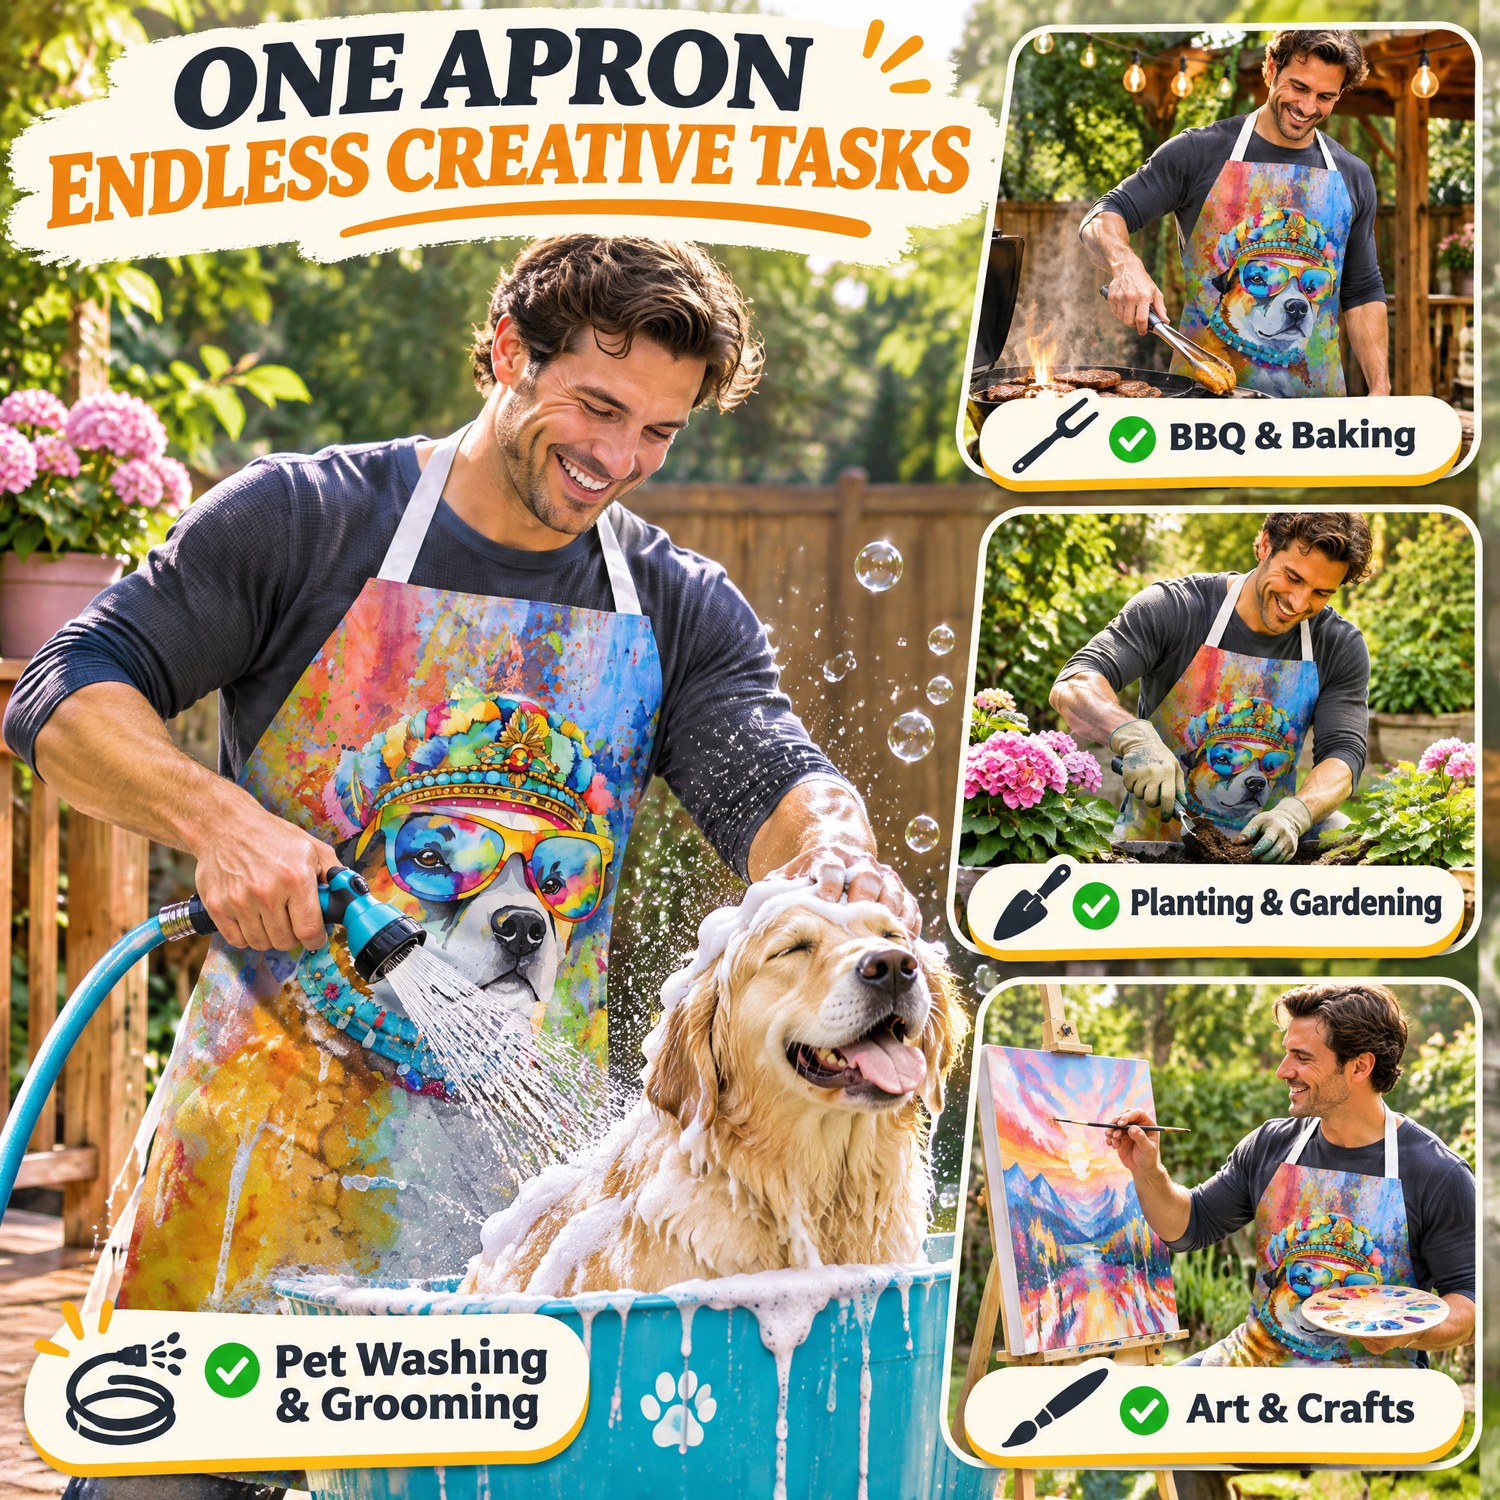 ONE APRON
ENDLESS CREATIVE TASKS
BBQ & Baking
Planting & Gardening
Pet Washing
& Grooming
Art & Crafts